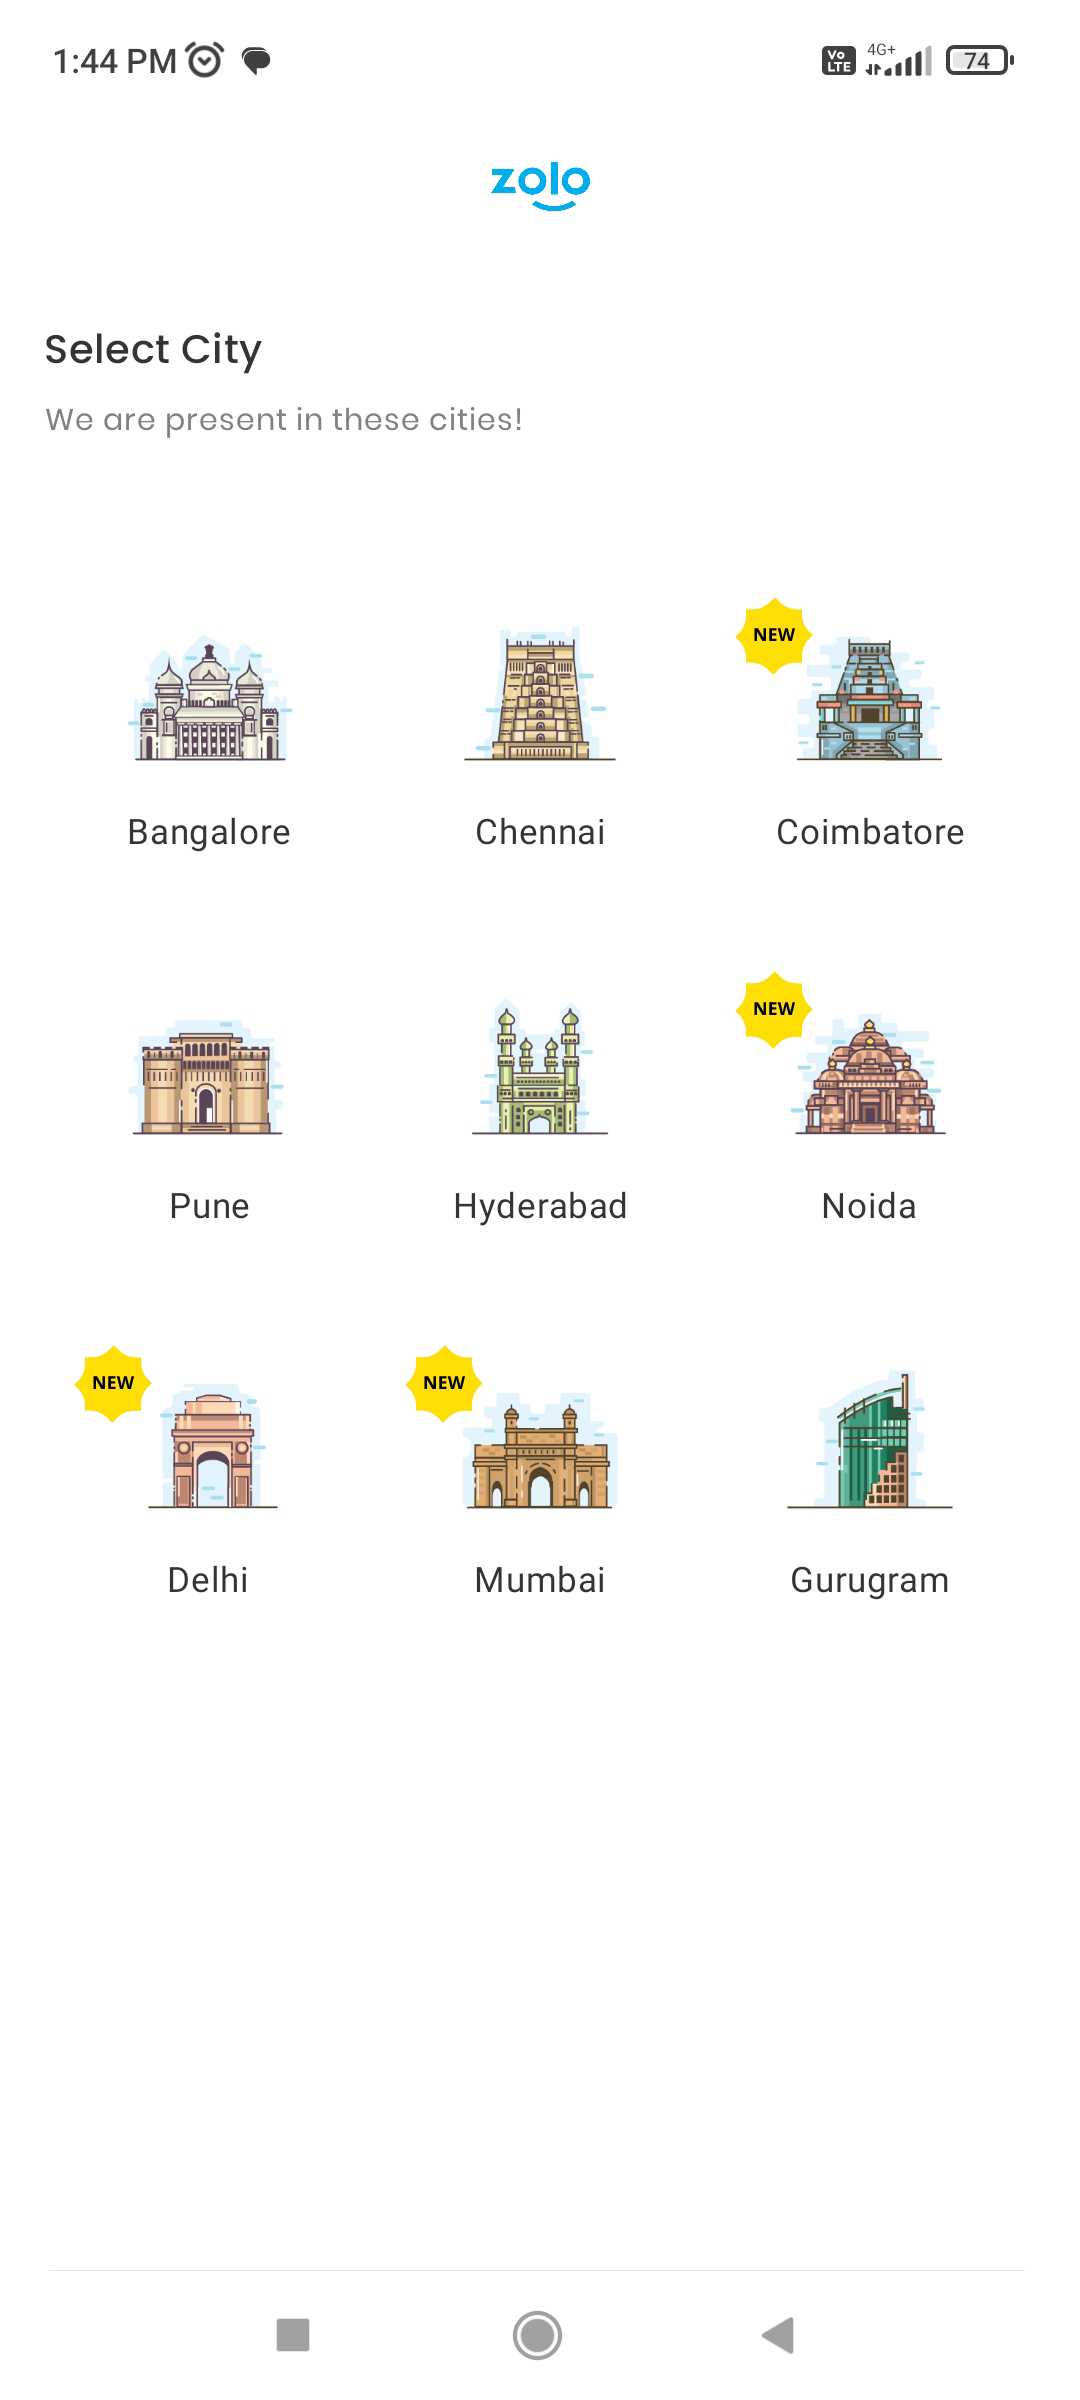 1:44 PM
Vo LTE 4G+ 74
zolo
Select City
We are present in these cities!
NEW
Bangalore Chennai Coimbatore
NEW
Pune Hyderabad Noida
NEW NEW
Delhi Mumbai Gurugram